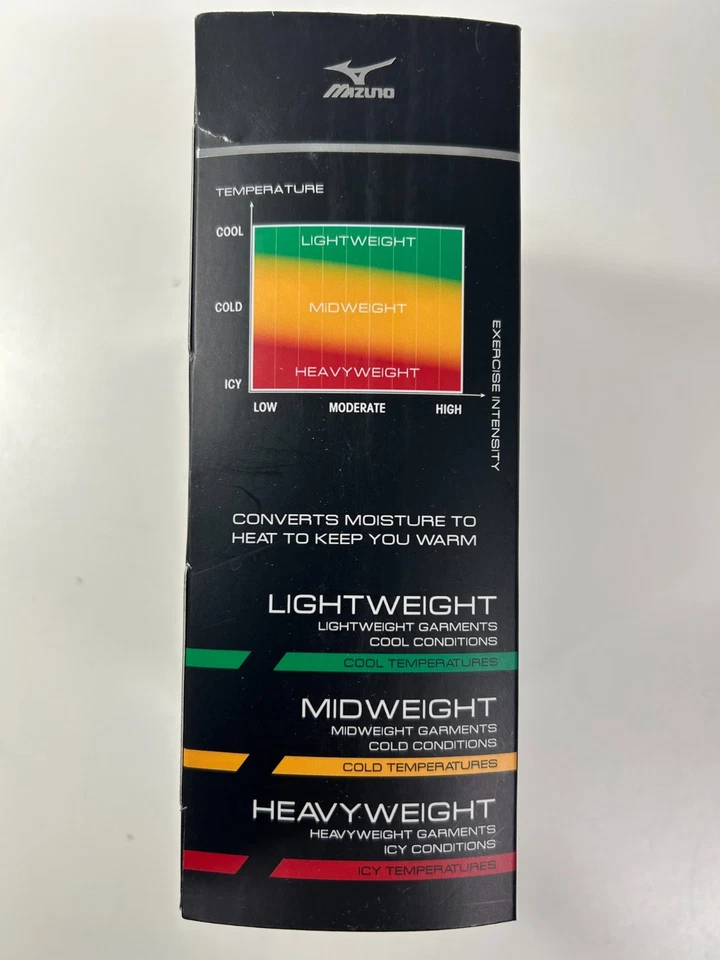 MIZUNO
TEMPERATURE
COOL
LIGHTWEIGHT
COLD
MIDWEIGHT
ICY
HEAVYWEIGHT
LOW
MODERATE
HIGH
EXERCISE INTENSITY
CONVERTS MOISTURE TO
HEAT TO KEEP YOU WARM
LIGHTWEIGHT
LIGHTWEIGHT GARMENTS
COOL CONDITIONS
COOL TEMPERATURES
MIDWEIGHT
MIDWEIGHT GARMENTS
COLD CONDITIONS
COLD TEMPERATURES
HEAVYWEIGHT
HEAVYWEIGHT GARMENTS
ICY CONDITIONS
ICY TEMPERATURES